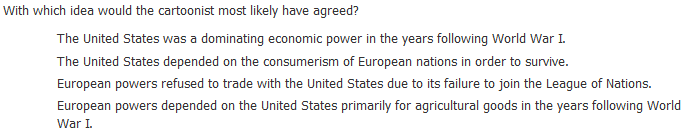 With which idea would the cartoonist most likely have agreed?
The United States was a dominating economic power in the years following World War I.
The United States depended on the consumerism of European nations in order to survive.
European powers refused to trade with the United States due to its failure to join the League of Nations.
European powers depended on the United States primarily for agricultural goods in the years following World
War I.